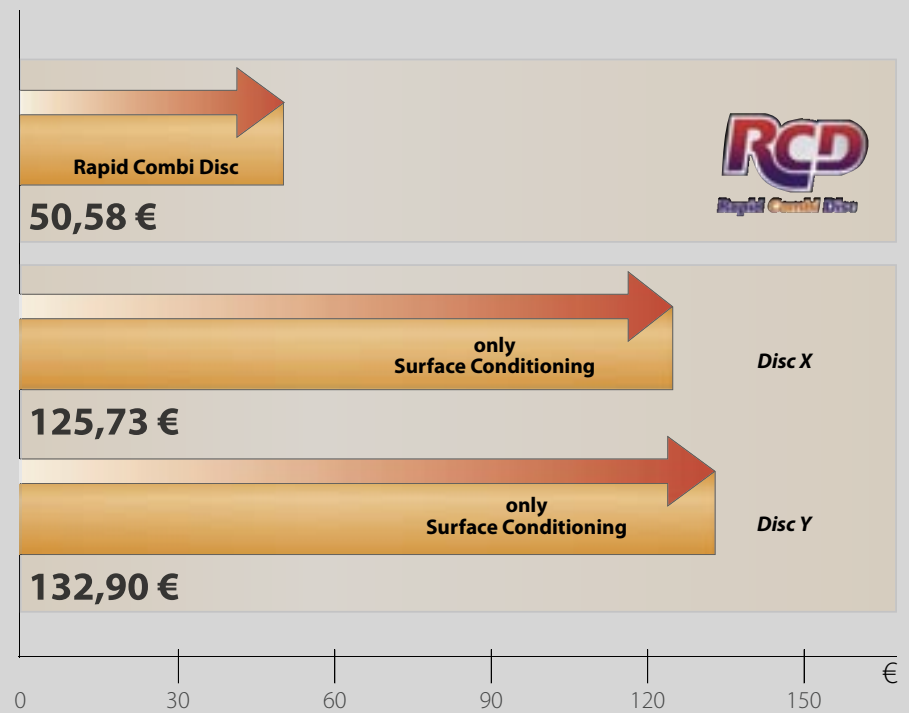 RCD
Rapid Combi Disc
Rapid Combi Disc
50,58 €
only
Surface Conditioning
Disc X
125,73 €
only
Surface Conditioning
Disc Y
132,90 €
€
0 30 60 90 120 150